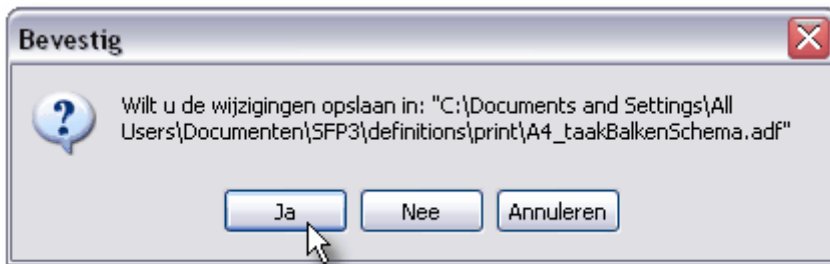 Bevestig
Wilt u de wijzigingen opslaan in: "C:\Documents and Settings\All
Users\Documenten\SFP3\definitions\print\A4_taakBalkenSchema.adf"
Ja
Nee
Annuleren